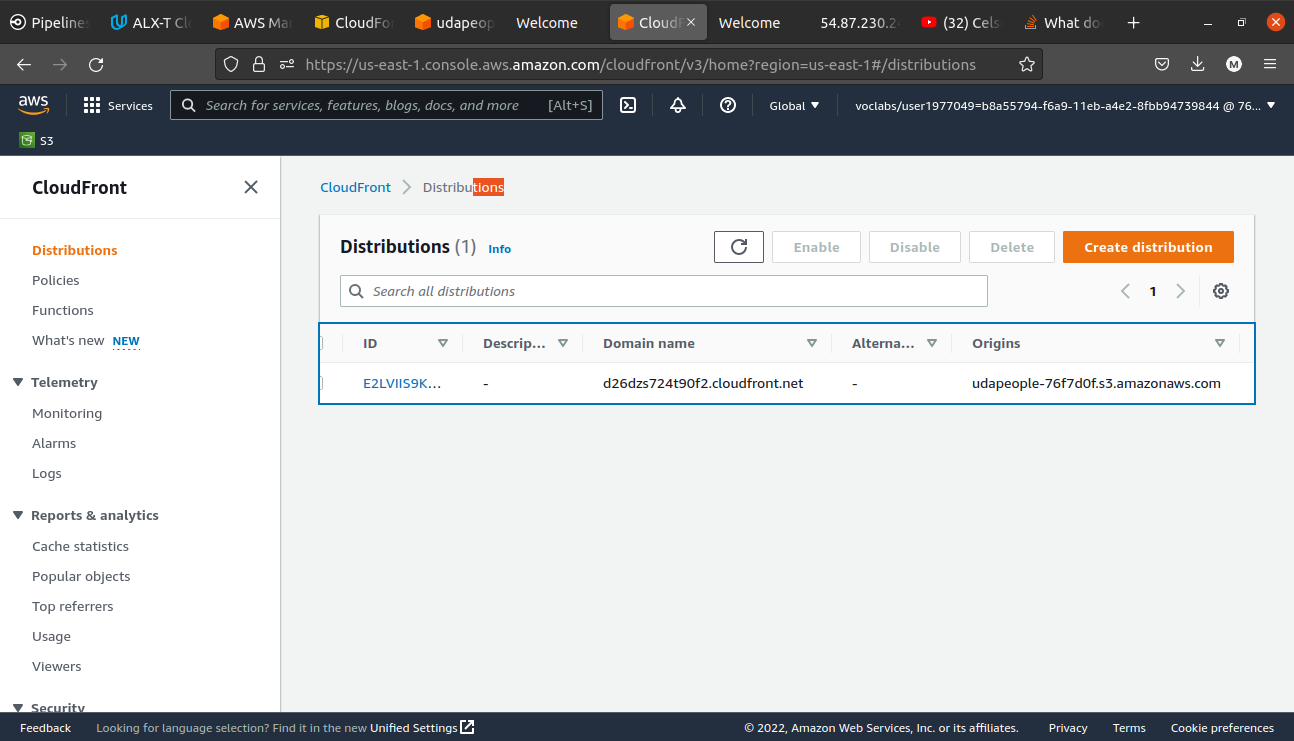 Pipelines ALX-T Cl AWS Ma CloudFo udapeop Welcome CloudF Welcome 54.87.230.2 (32) Cels What do
https://us-east-1.console.aws.amazon.com/cloudfront/v3/home?region=us-east-1#/distributions M
aws Services Search for services, features, blogs, docs, and more [Alt+S] Global voclabs/user1977049=b8a55794-f6a9-11eb-a4e2-8fbb94739844 @ 76...
S3
CloudFront
Distributions
Policies
Functions
What's new NEW
Telemetry
Monitoring
Alarms
Logs
Reports & analytics
Cache statistics
Popular objects
Top referrers
Usage
Viewers
Security
CloudFront Distributions
Distributions (1) Info Enable Disable Delete Create distribution
Search all distributions 1
ID Descrip... Domain name Alterna... Origins
E2LVIIS9K... - d26dzs724t90f2.cloudfront.net - udapeople-76f7d0f.s3.amazonaws.com
Feedback Looking for language selection? Find it in the new Unified Settings © 2022, Amazon Web Services, Inc. or its affiliates. Privacy Terms Cookie preferences